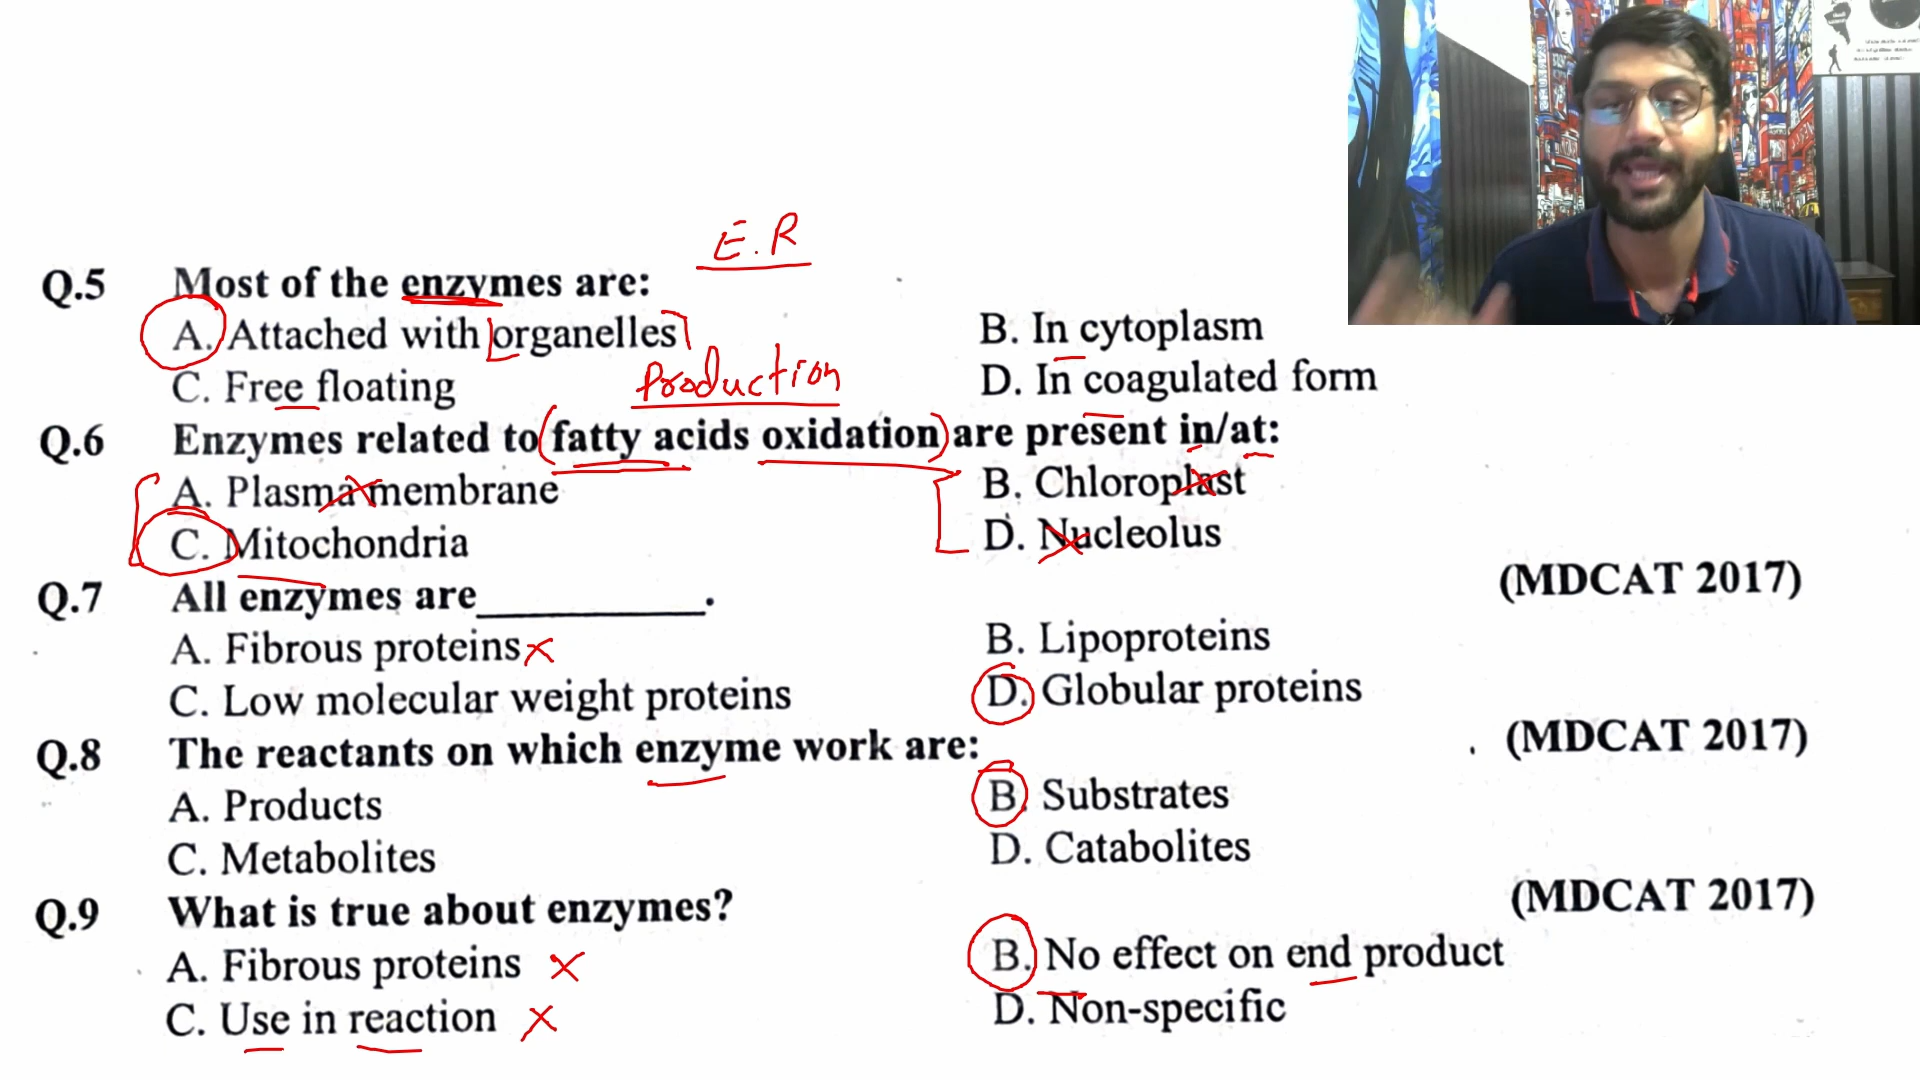 E.R
Q.5 Most of the enzymes are:
A. Attached with organelles B. In cytoplasm
C. Free floating D. In coagulated form
Production
Q.6 Enzymes related to fatty acids oxidation are present in/at:
A. Plasma membrane B. Chloroplast
C. Mitochondria D. Nucleolus
(MDCAT 2017)
Q.7 All enzymes are__________.
A. Fibrous proteins B. Lipoproteins
C. Low molecular weight proteins D. Globular proteins
(MDCAT 2017)
Q.8 The reactants on which enzyme work are:
A. Products B. Substrates
C. Metabolites D. Catabolites
(MDCAT 2017)
Q.9 What is true about enzymes?
A. Fibrous proteins B. No effect on end product
C. Use in reaction D. Non-specific